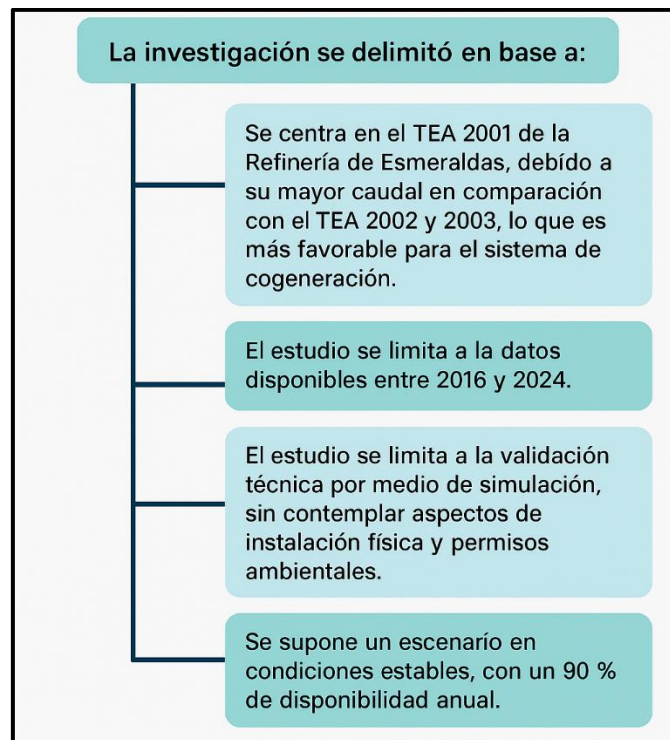 La investigación se delimitó en base a:
Se centra en el TEA 2001 de la
Refinería de Esmeraldas, debído a
su mayor caudal en comparación
con el TEA 2002 y 2003, lo que es
más favorable para el sistema de
cogeneración.
El estudio se limita a la datos
disponibles entre 2016 y 2024.
El estudio se limita a la validación
técnica por medio de simulación,
sin contemplar aspectos de
instalación física y permisos
ambientales.
Se supone un escenarío en
condiciones estables, con un 90 %
de disponibilidad anual.